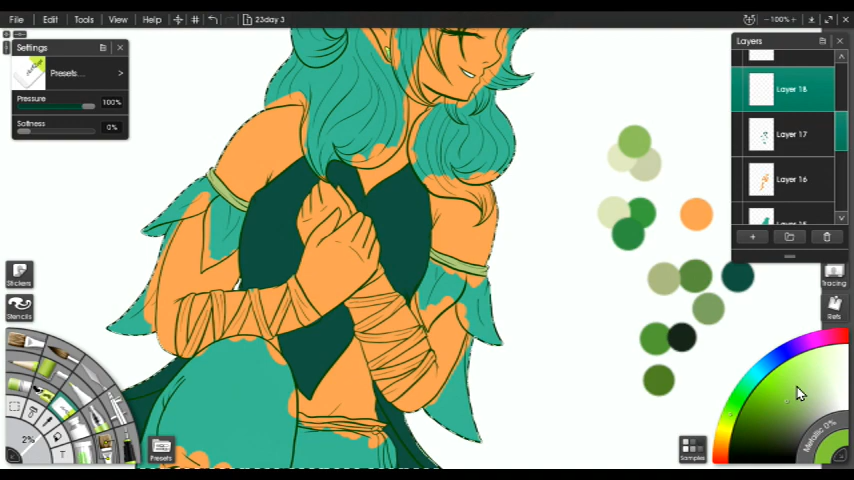 File Edit Tools View Help 23day 3 100%
Settings
Presets...
Pressure
100%
Softness
0%
Layers
Layer 18
Layer 17
Layer 16
Stickers
Stencils
Tracing
Refs
Metallic 0%
2%
T
Presets
Samples